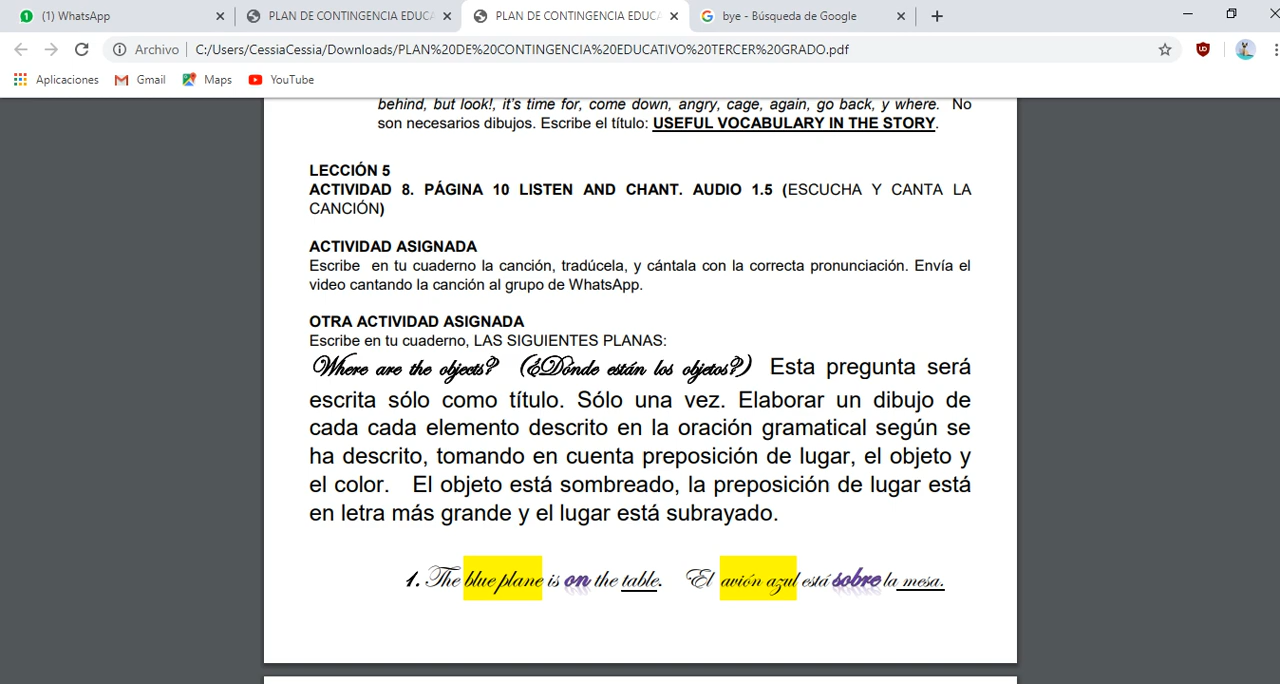 (1) WhatsApp
PLAN DE CONTINGENCIA EDUCA
PLAN DE CONTINGENCIA EDUCA
bye - Búsqueda de Google
Archivo
C:/Users/CessiaCessia/Downloads/PLAN%20DE%20CONTINGENCIA%20EDUCATIVO%20TERCER%20GRADO.pdf
Aplicaciones
Gmail
Maps
YouTube
behind, but look!, it's time for, come down, angry, cage, again, go back, y where. No
son necesarios dibujos. Escribe el título: USEFUL VOCABULARY IN THE STORY.
LECCIÓN 5
ACTIVIDAD 8. PÁGINA 10 LISTEN AND CHANT. AUDIO 1.5 (ESCUCHA Y CANTA LA
CANCIÓN)
ACTIVIDAD ASIGNADA
Escribe en tu cuaderno la canción, tradúcela, y cántala con la correcta pronunciación. Envía el
video cantando la canción al grupo de WhatsApp.
OTRA ACTIVIDAD ASIGNADA
Escribe en tu cuaderno, LAS SIGUIENTES PLANAS:
Where are the objects? (¿Dónde están los objetos?) Esta pregunta será
escrita sólo como título. Sólo una vez. Elaborar un dibujo de
cada cada elemento descrito en la oración gramatical según se
ha descrito, tomando en cuenta preposición de lugar, el objeto y
el color. El objeto está sombreado, la preposición de lugar está
en letra más grande y el lugar está subrayado.
1. The blue plane is on the table. El avión azul está sobre la mesa.